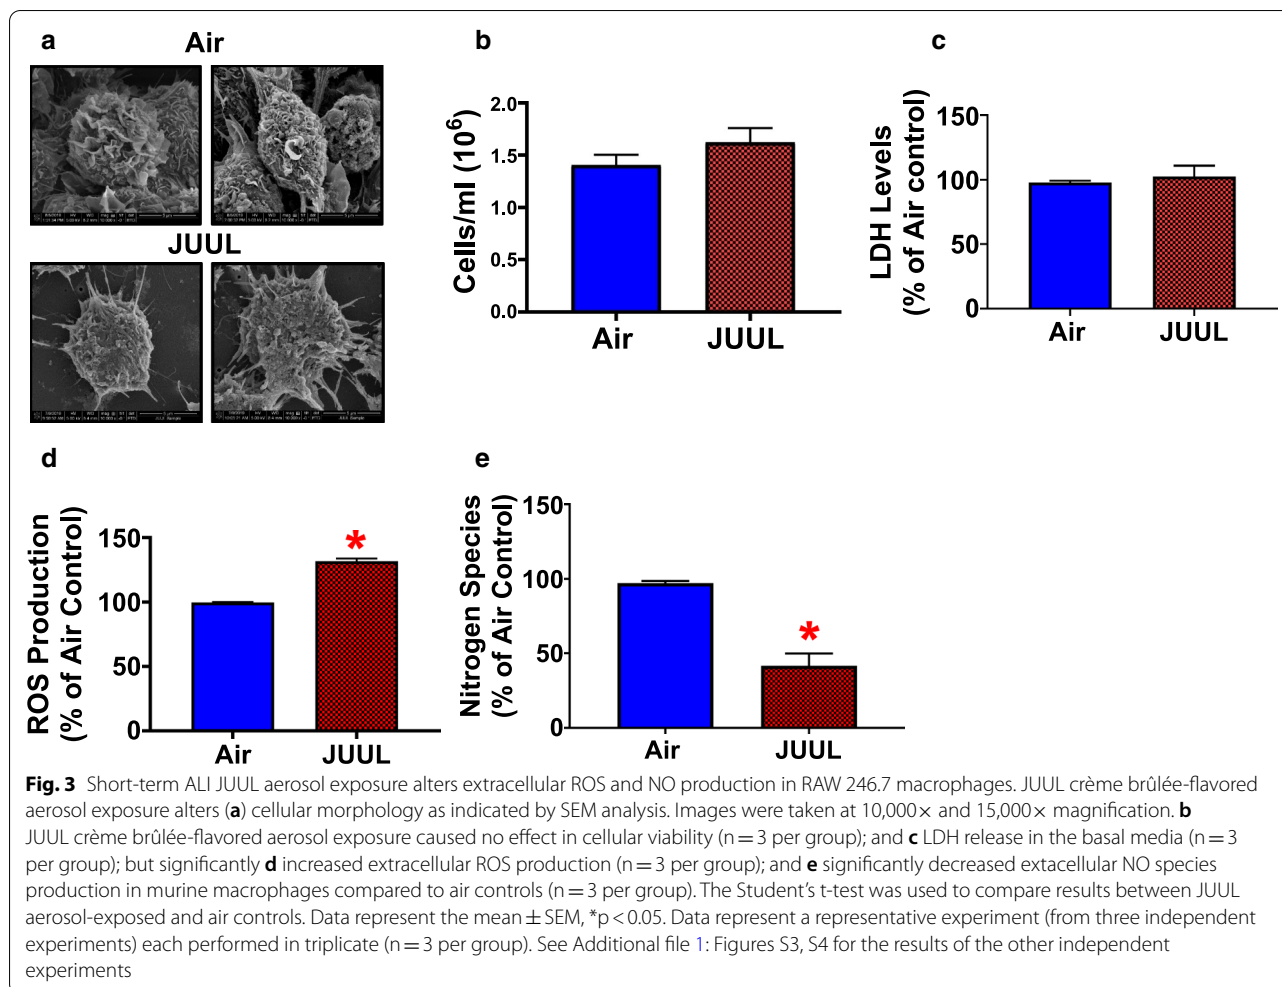 a
Air
JUUL
b
Cells/ml (10⁶)
2.0
1.5
1.0
0.5
0.0
Air
JUUL
c
LDH Levels
(% of Air control)
150
100
50
0
Air
JUUL
d
ROS Production
(% of Air Control)
150
100
50
0
*
Air
JUUL
e
Nitrogen Species
(% of Air Control)
150
100
50
0
*
Air
JUUL
Fig. 3 Short-term ALI JUUL aerosol exposure alters extracellular ROS and NO production in RAW 246.7 macrophages. JUUL crème brûlée-flavored
aerosol exposure alters (a) cellular morphology as indicated by SEM analysis. Images were taken at 10,000× and 15,000× magnification. b
JUUL crème brûlée-flavored aerosol exposure caused no effect in cellular viability (n = 3 per group); and c LDH release in the basal media (n = 3
per group); but significantly d increased extracellular ROS production (n = 3 per group); and e significantly decreased extacellular NO species
production in murine macrophages compared to air controls (n = 3 per group). The Student's t-test was used to compare results between JUUL
aerosol-exposed and air controls. Data represent the mean ± SEM, *p < 0.05. Data represent a representative experiment (from three independent
experiments) each performed in triplicate (n = 3 per group). See Additional file 1: Figures S3, S4 for the results of the other independent
experiments